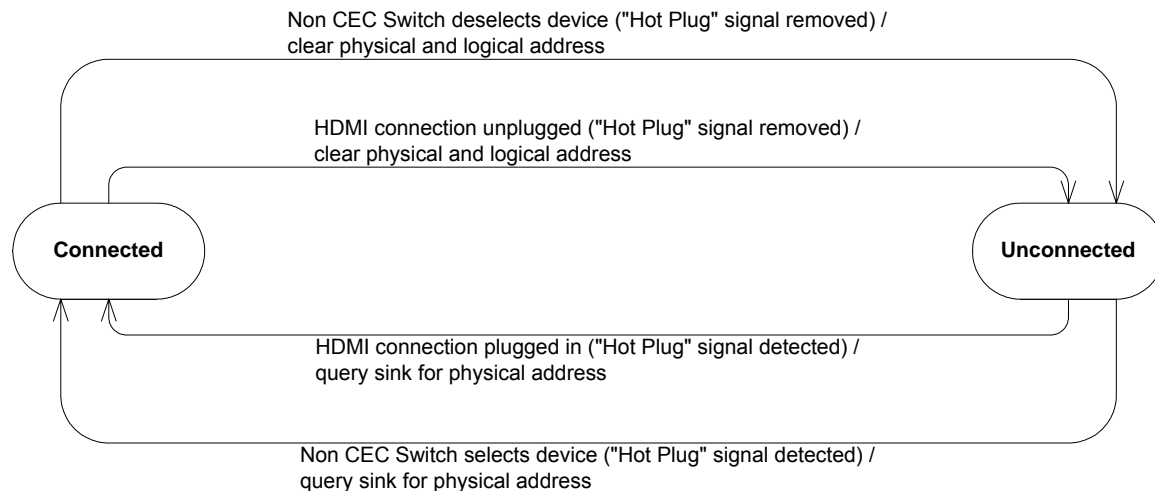 Non CEC Switch deselects device ("Hot Plug" signal removed) /
clear physical and logical address
HDMI connection unplugged ("Hot Plug" signal removed) /
clear physical and logical address
Connected
Unconnected
HDMI connection plugged in ("Hot Plug" signal detected) /
query sink for physical address
Non CEC Switch selects device ("Hot Plug" signal detected) /
query sink for physical address